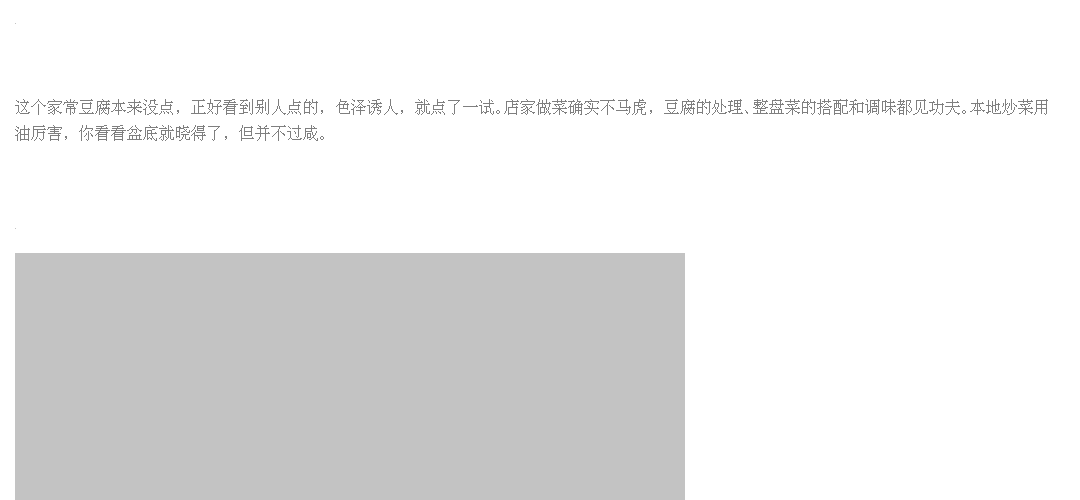 这个家常豆腐本来没点，正好看到别人点的，色泽诱人，就点了一试。店家做菜确实不马虎，豆腐的处理、整盘菜的搭配和调味都见功夫。本地炒菜用
油厉害，你看看盆底就晓得了，但并不过咸。